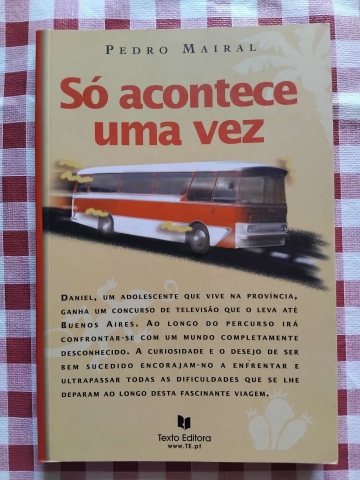 PEDRO MAIRAL
Só acontece
uma vez
DANIEL, UM ADOLESCENTE QUE VIVE NA PROVÍNCIA,
GANHA UM CONCURSO DE TELEVISÃO QUE O LEVA ATÉ
BUENOS AIRES. AO LONGO DO PERCURSO IRÁ
CONFRONTAR-SE COM UM MUNDO COMPLETAMENTE
DESCONHECIDO. A CURIOSIDADE E O DESEJO DE SER
BEM SUCEDIDO ENCORAJAM-NO A ENFRENTAR E
ULTRAPASSAR TODAS AS DIFICULDADES QUE SE LHE
DEPARAM AO LONGO DESTA FASCINANTE VIAGEM.
Texto Editora
www.TE.pt